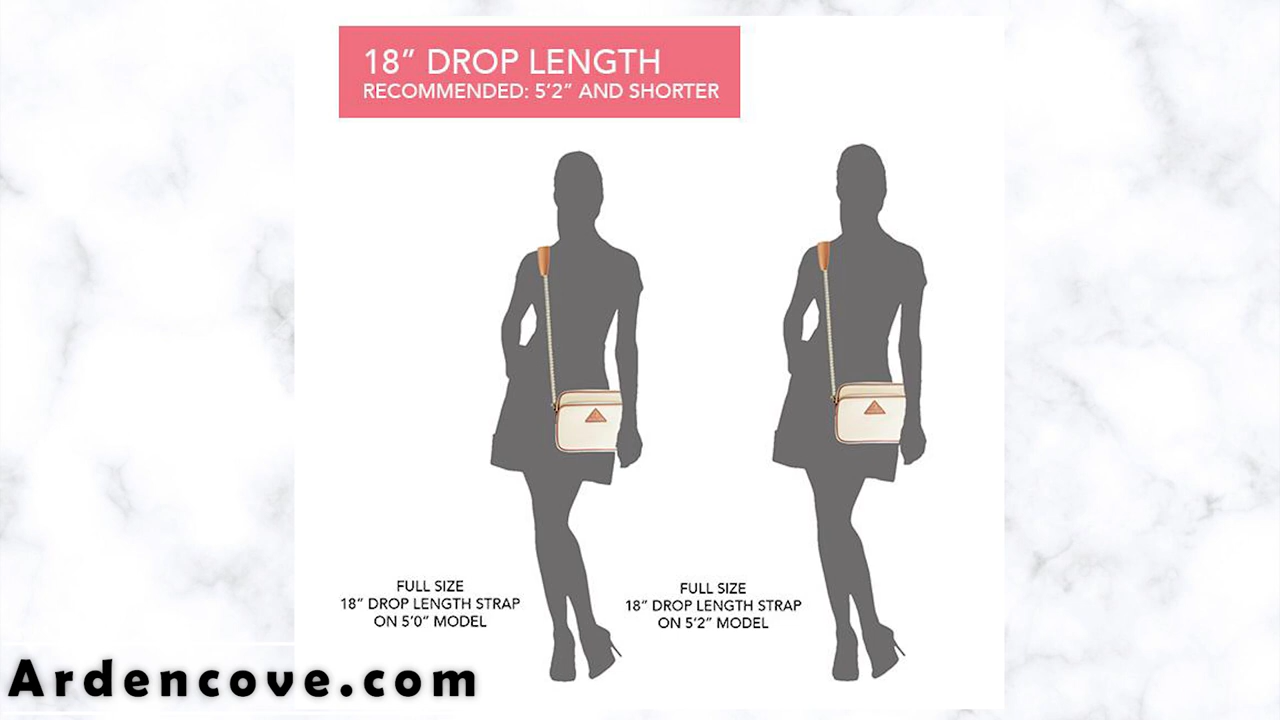 18” DROP LENGTH
RECOMMENDED: 5’2” AND SHORTER
FULL SIZE
18” DROP LENGTH STRAP
ON 5’0” MODEL
FULL SIZE
18” DROP LENGTH STRAP
ON 5’2” MODEL
Ardencove.com